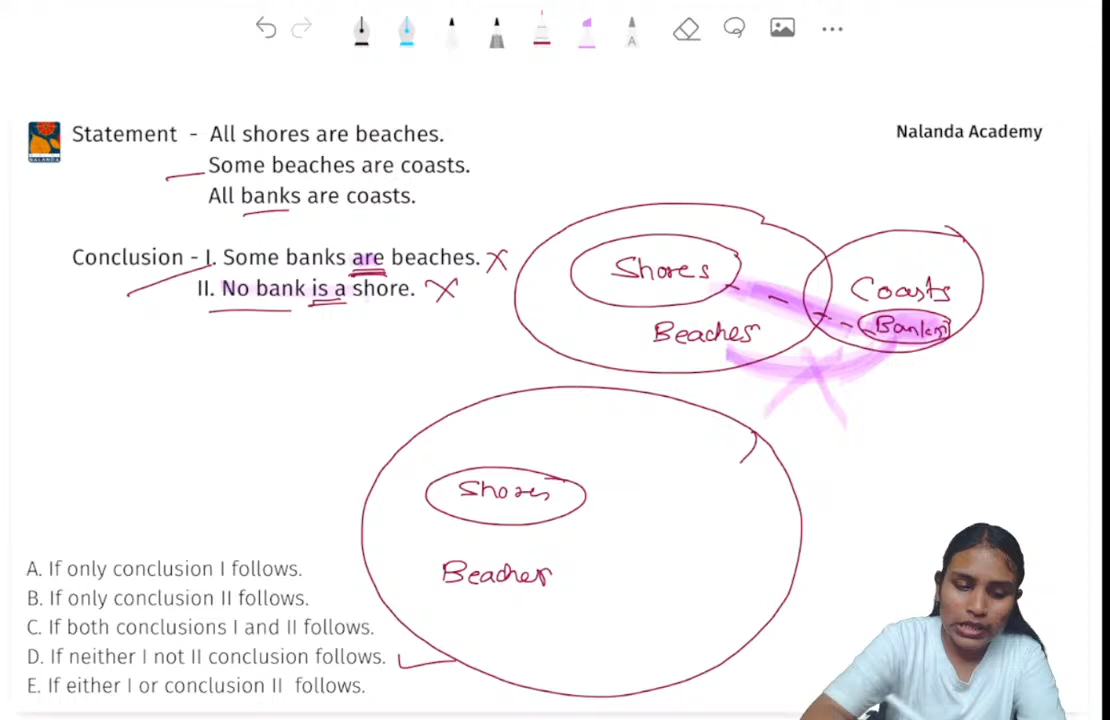 Statement - All shores are beaches.
Nalanda Academy
Some beaches are coasts.
All banks are coasts.
NALANDA
Conclusion - I. Some banks are beaches.
II. No bank is a shore.
Shores
Coasts
Banks
Beaches
Shores
Beaches
A
A. If only conclusion I follows.
B. If only conclusion II follows.
C. If both conclusions I and II follows.
D. If neither I not II conclusion follows.
E. If either I or conclusion II follows.